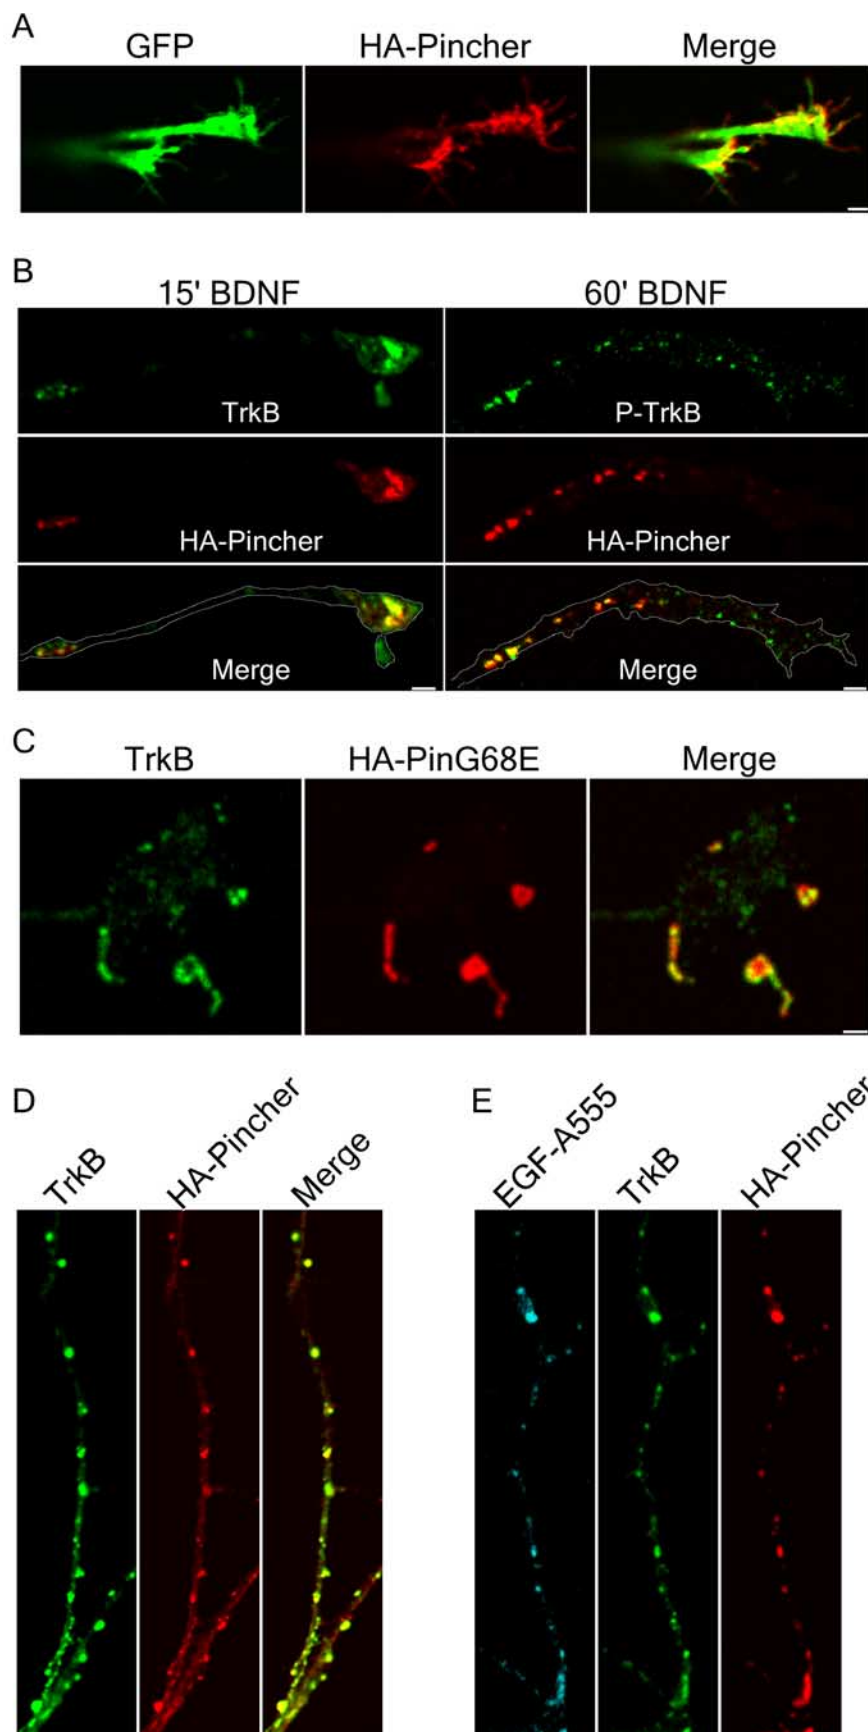 A
GFP HA-Pincher Merge
B
15' BDNF 60' BDNF
TrkB P-TrkB
HA-Pincher HA-Pincher
Merge Merge
C
TrkB HA-PinG68E Merge
D E
TrkB HA-Pincher Merge EGF-A555 TrkB HA-Pincher